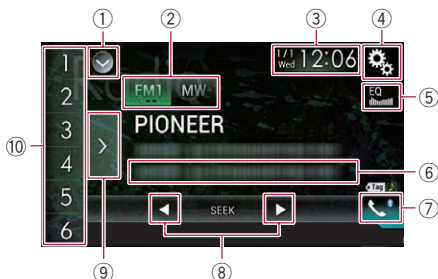 ① ② ③ ④
1 1/1 Wed 12:06
2 FM1 MW EQ ⑤
3 PIONEER
⑩ 4
⑥
5 Tag
6 SEEK ⑦
⑨ ⑧